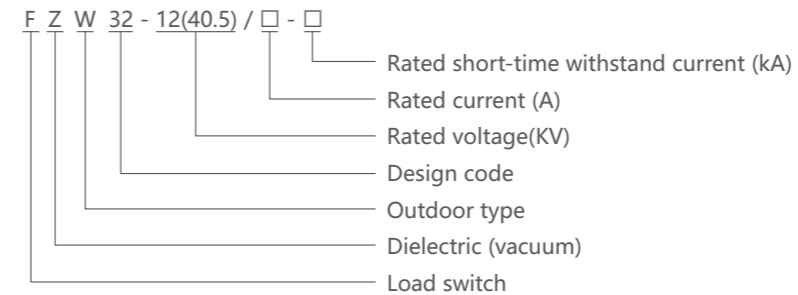 F Z W 32 - 12(40.5) / □ - □
Rated short-time withstand current (kA)
Rated current (A)
Rated voltage(KV)
Design code
Outdoor type
Dielectric (vacuum)
Load switch